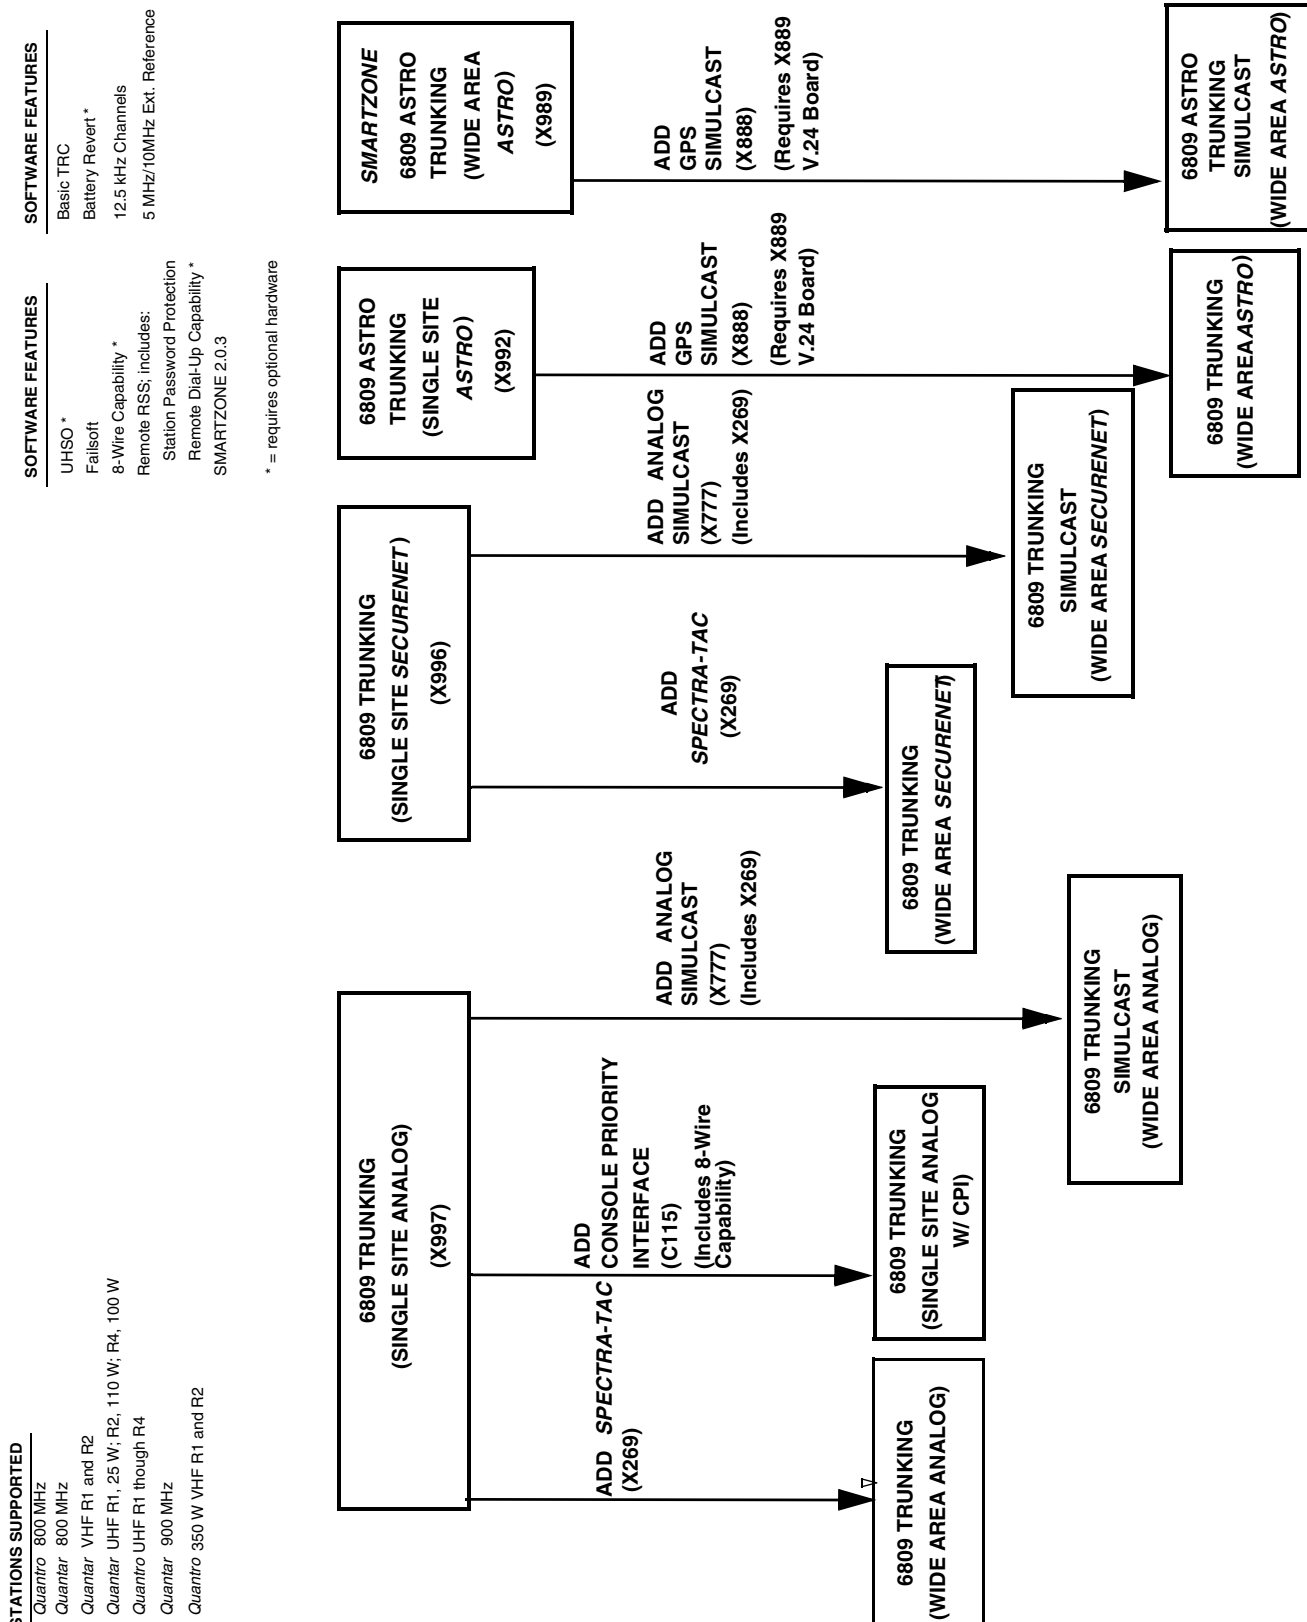 STATIONS SUPPORTED
Quantro 800 MHz
Quantar 800 MHz
Quantar VHF R1 and R2
Quantar UHF R1, 25 W; R2, 110 W; R4, 100 W
Quantro UHF R1 though R4
Quantar 900 MHz
Quantro 350 W VHF R1 and R2
SOFTWARE FEATURES
UHSO *
Failsoft
8-Wire Capability *
Remote RSS; includes:
Station Password Protection
Remote Dial-Up Capability *
SMARTZONE 2.0.3
* = requires optional hardware
SOFTWARE FEATURES
Basic TRC
Battery Revert *
12.5 kHz Channels
5 MHz/10MHz Ext. Reference
6809 TRUNKING
(SINGLE SITE ANALOG)
(X997)
6809 TRUNKING
(SINGLE SITE SECURENET)
(X996)
6809 ASTRO
TRUNKING
(SINGLE SITE
ASTRO)
(X992)
SMARTZONE
6809 ASTRO
TRUNKING
(WIDE AREA
ASTRO)
(X989)
ADD SPECTRA-TAC
(X269)
ADD
CONSOLE PRIORITY
INTERFACE
(C115)
(Includes 8-Wire
Capability)
ADD ANALOG
SIMULCAST
(X777)
(Includes X269)
ADD
SPECTRA-TAC
(X269)
ADD ANALOG
SIMULCAST
(X777)
(Includes X269)
ADD
GPS
SIMULCAST
(X888)
(Requires X889
V.24 Board)
ADD
GPS
SIMULCAST
(X888)
(Requires X889
V.24 Board)
6809 TRUNKING
(WIDE AREA ANALOG)
6809 TRUNKING
(SINGLE SITE ANALOG
W/ CPI)
6809 TRUNKING
SIMULCAST
(WIDE AREA ANALOG)
6809 TRUNKING
(WIDE AREA SECURENET)
6809 TRUNKING
SIMULCAST
(WIDE AREA SECURENET)
6809 TRUNKING
(WIDE AREA ASTRO)
6809 ASTRO
TRUNKING
SIMULCAST
(WIDE AREA ASTRO)